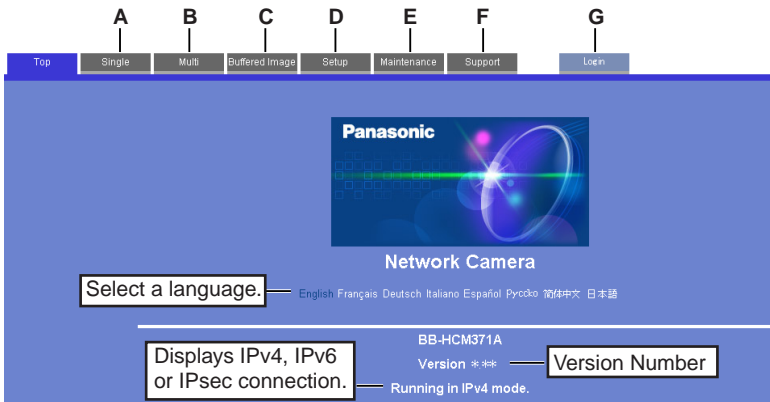 A B C D E F G
Top Single Multi Buffered Image Setup Maintenance Support Login
Panasonic
Network Camera
Select a language.
English Français Deutsch Italiano Español Русско 简体中文 日本語
BB-HCM371A
Displays IPv4, IPv6
or IPsec connection.
Version ***
Version Number
Running in IPv4 mode.